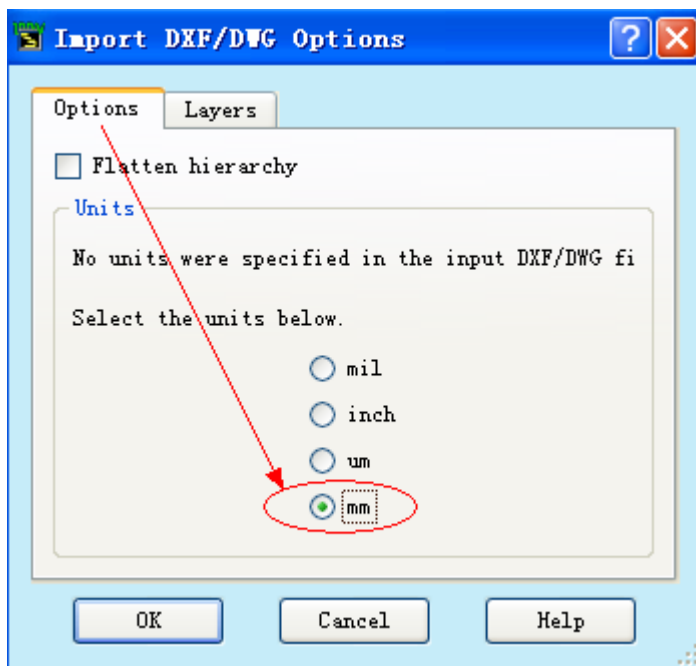 Import DXF/DWG Options
Options Layers
Flatten hierarchy
Units
No units were specified in the input DXF/DWG fi
Select the units below.
mil
inch
um
mm
OK Cancel Help